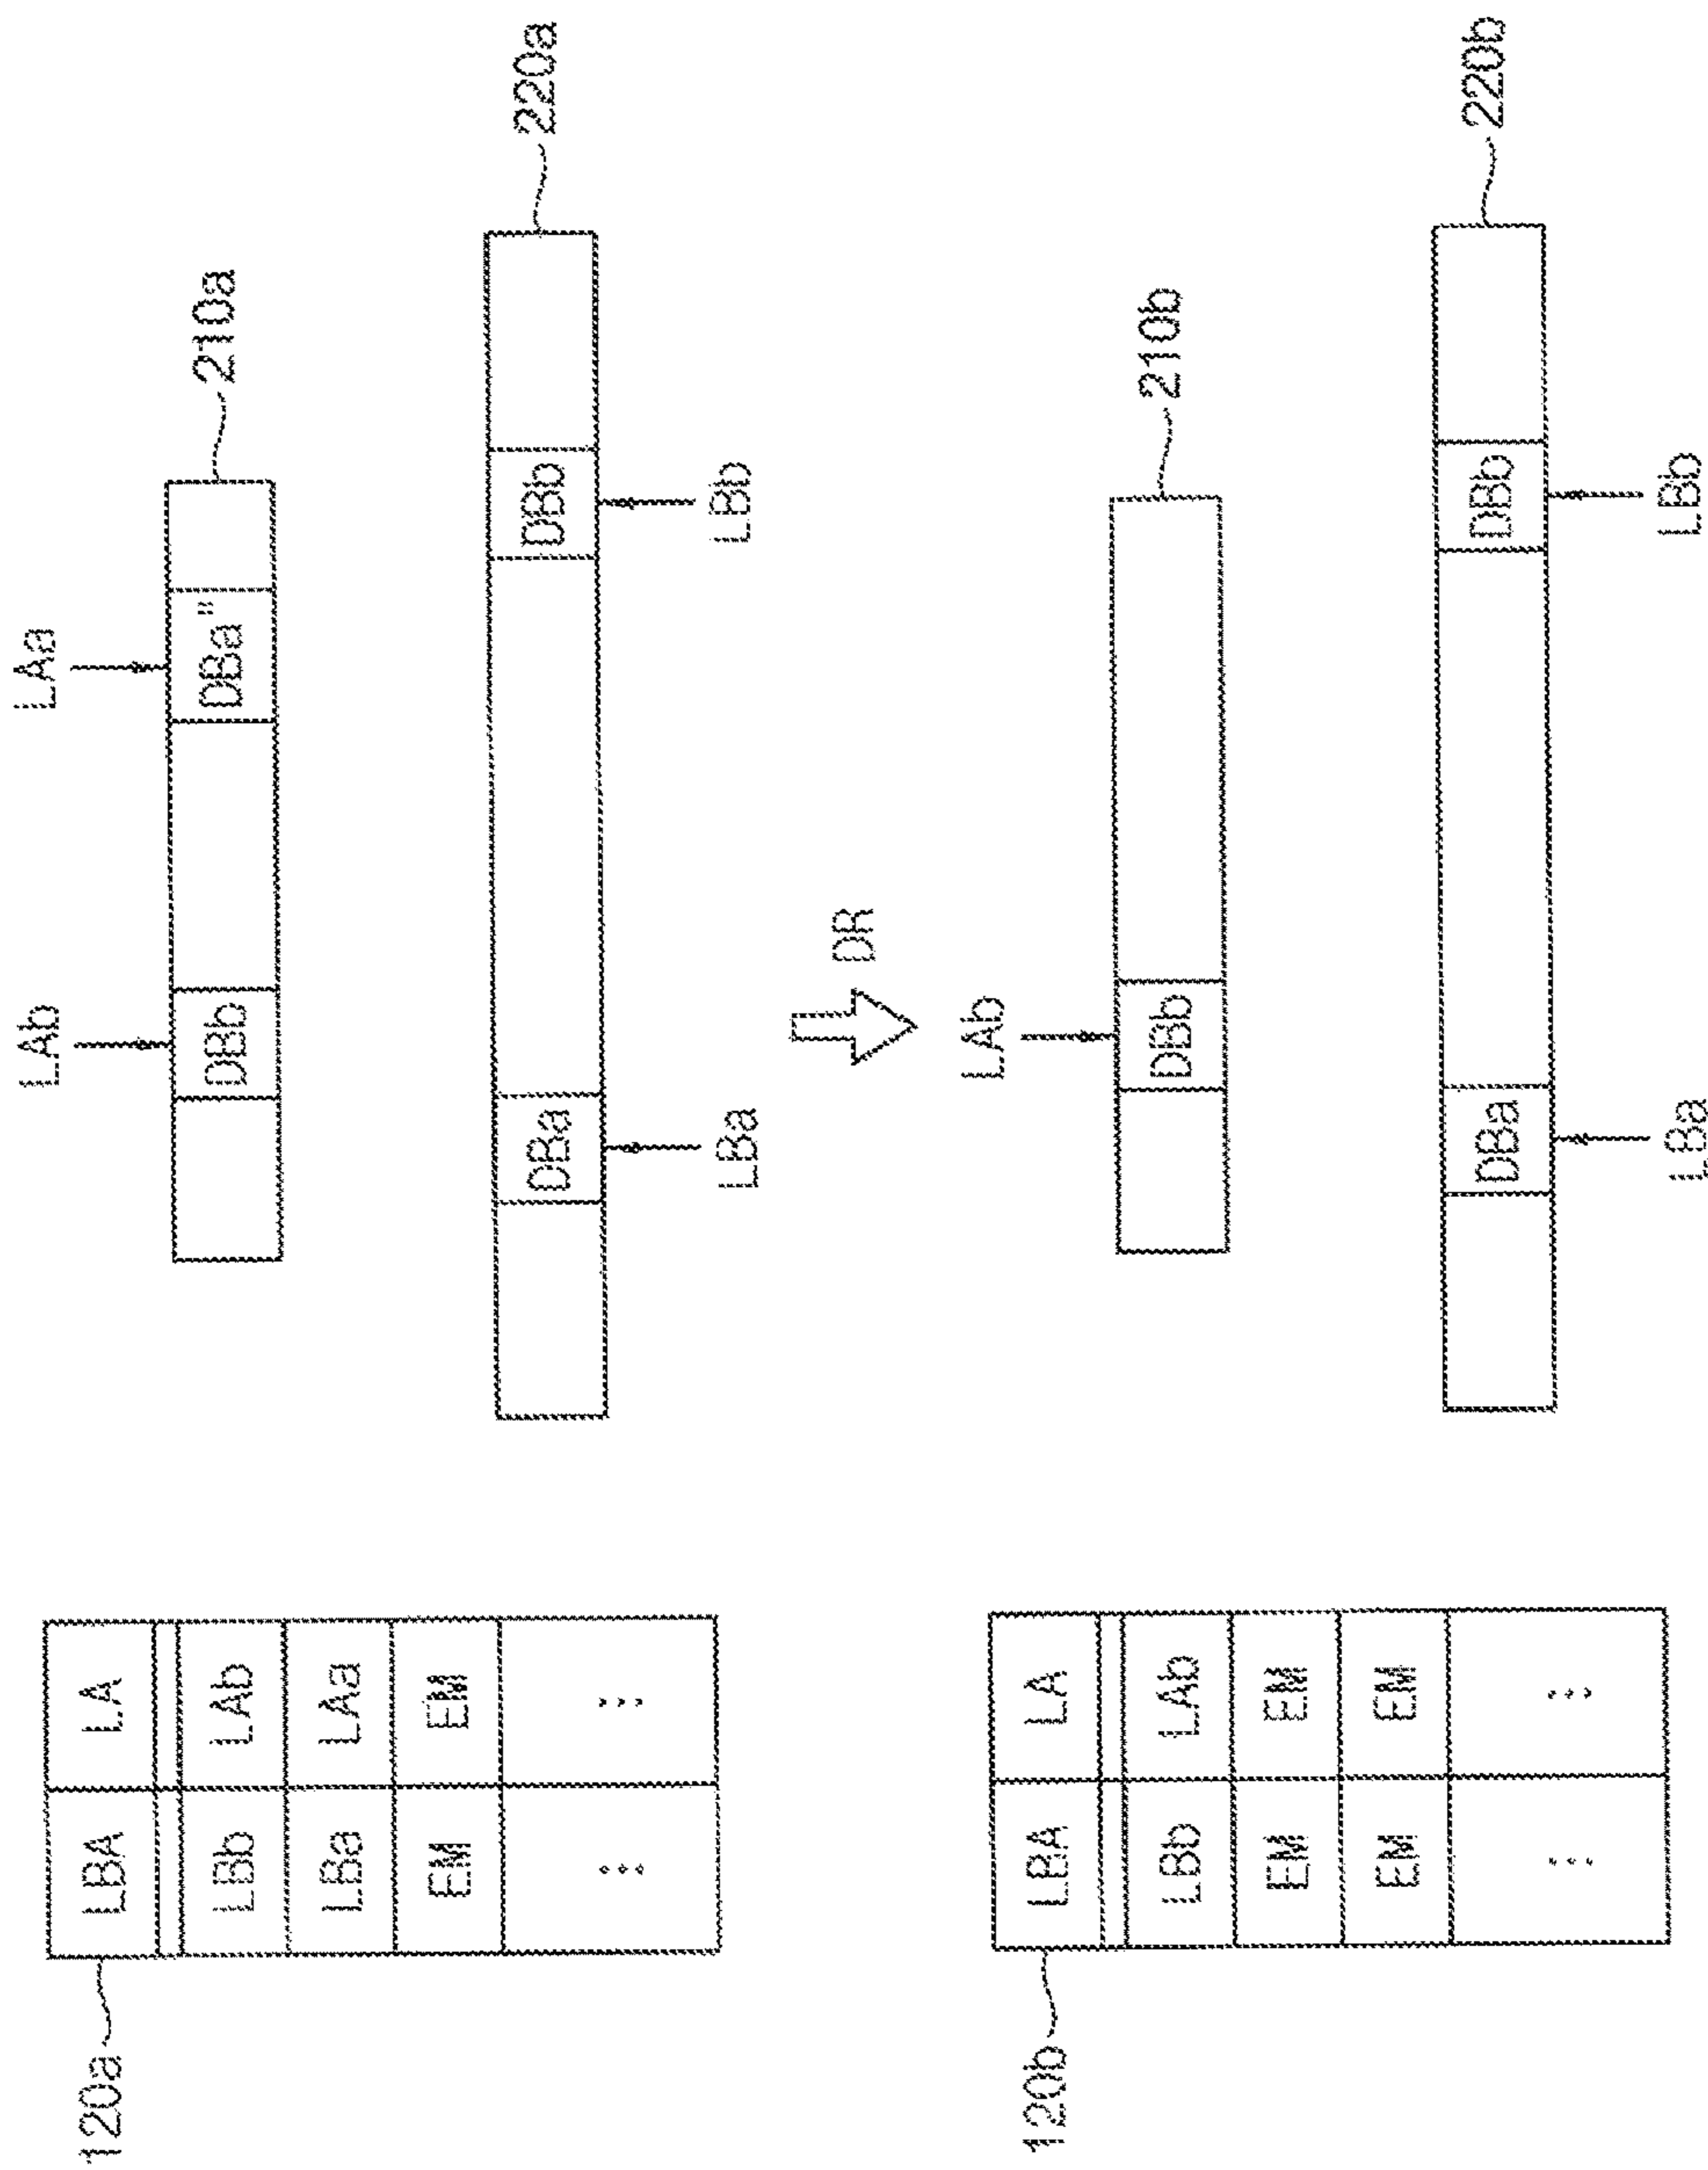 120a
LBA LA
LBb LAb
LBa LAa
EM EM
⋮ ⋮
LAb LAa
DBb DBa"
210a
DBa DBb
220a
LBa LBb
DR
120b
LBA LA
LBb LAb
EM EM
EM EM
⋮ ⋮
LAb
DBb
210b
DBa DBb
220b
LBa LBb